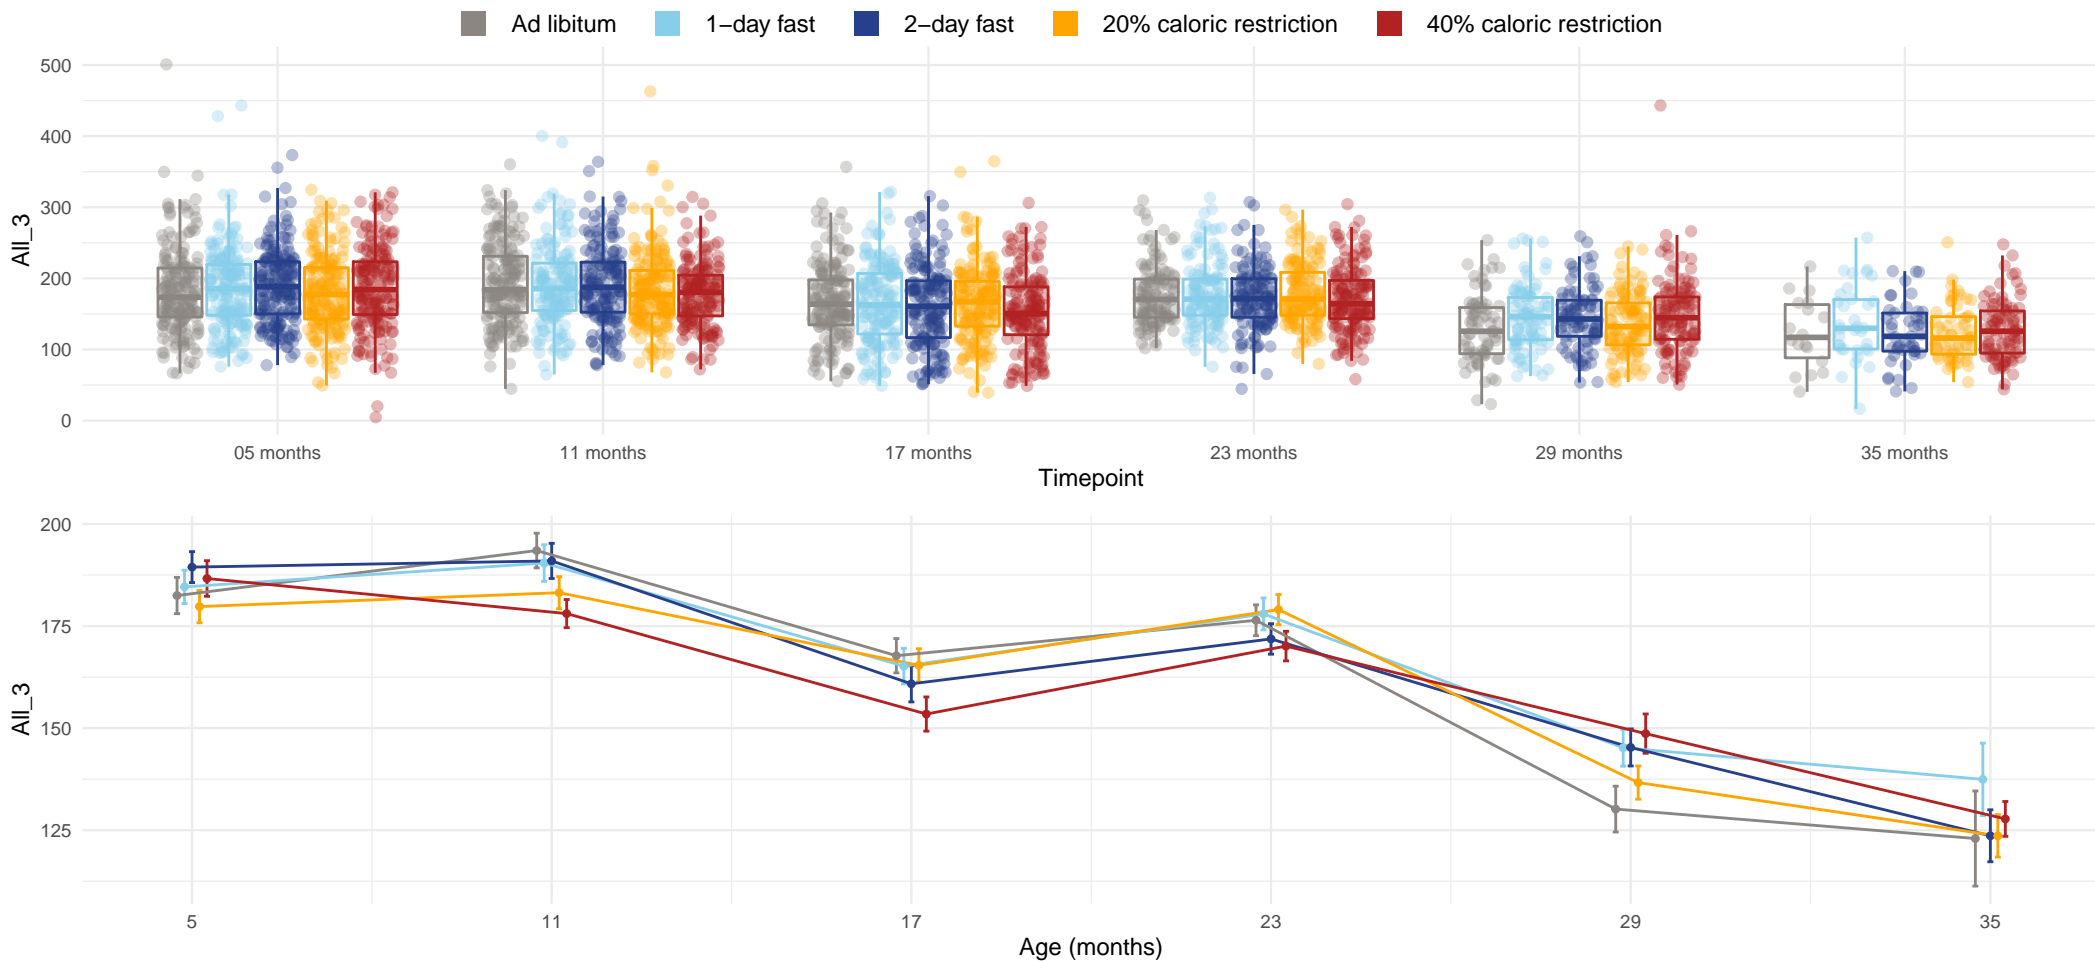 Ad libitum 1−day fast 2−day fast 20% caloric restriction 40% caloric restriction
500
400
300
200
100
0
All_3
05 months 11 months 17 months 23 months 29 months 35 months
Timepoint
200
175
150
125
All_3
5 11 17 23 29 35
Age (months)